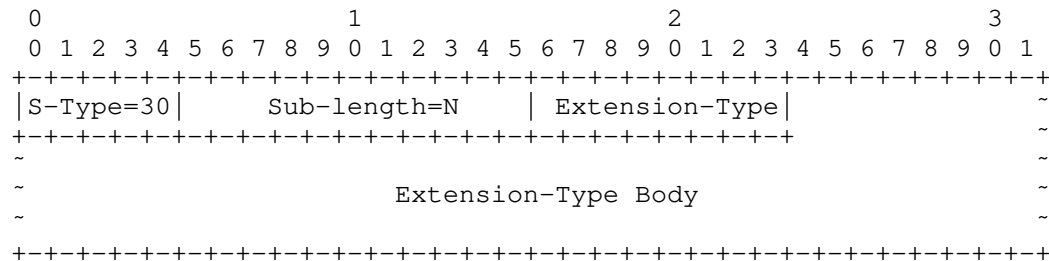 0                   1                   2                   3
 0 1 2 3 4 5 6 7 8 9 0 1 2 3 4 5 6 7 8 9 0 1 2 3 4 5 6 7 8 9 0 1
+-+-+-+-+-+-+-+-+-+-+-+-+-+-+-+-+-+-+-+-+-+-+-+-+-+-+-+-+-+-+-+-+
|S-Type=30|     Sub-length=N    | Extension-Type|               ~
+-+-+-+-+-+-+-+-+-+-+-+-+-+-+-+-+-+-+-+-+-+-+-+-+               ~
~                                                               ~
~                       Extension-Type Body                     ~
~                                                               ~
+-+-+-+-+-+-+-+-+-+-+-+-+-+-+-+-+-+-+-+-+-+-+-+-+-+-+-+-+-+-+-+-+